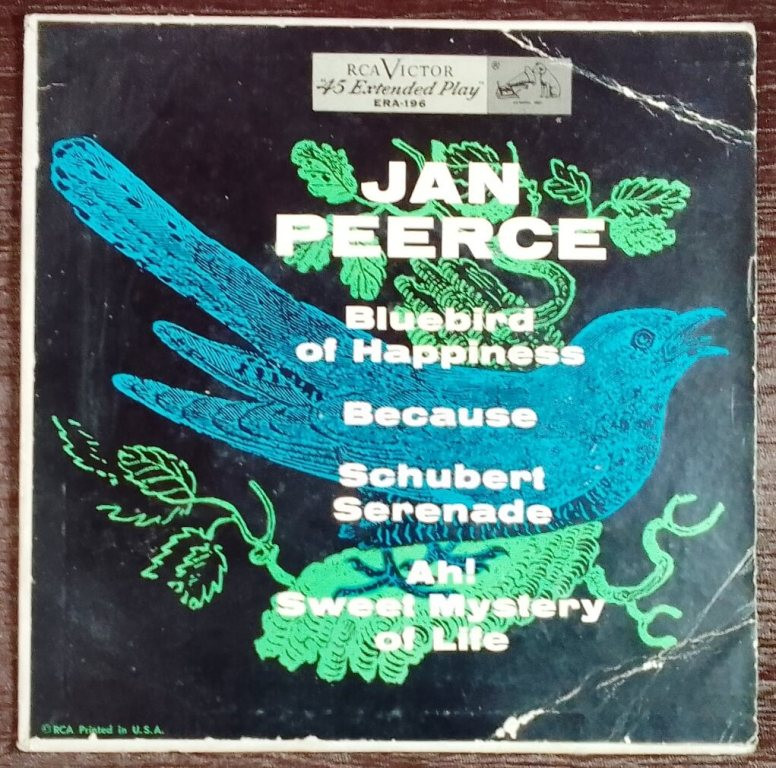 RCA VICTOR
"45 Extended Play"
ERA-196
®
JAN
PEERCE
Bluebird
of Happiness
Because
Schubert
Serenade
Ah!
Sweet Mystery
of Life
© RCA Printed in U.S.A.